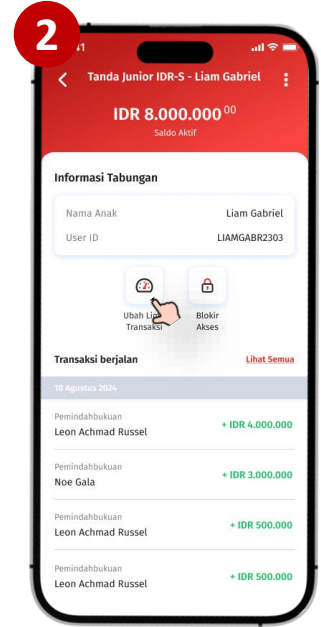 2
41
Tanda Junior IDR-S - Liam Gabriel
IDR 8.000.000 00
Saldo Aktif
Informasi Tabungan
Nama Anak Liam Gabriel
User ID LIAMGABR2303
Ubah Transaksi
Blokir Akses
Transaksi berjalan Lihat Semua
10 Agustus 2024
Pemindahbukuan
Leon Achmad Russel + IDR 4.000.000
Pemindahbukuan
Noe Gala + IDR 3.000.000
Pemindahbukuan
Leon Achmad Russel + IDR 500.000
Pemindahbukuan
Leon Achmad Russel + IDR 500.000